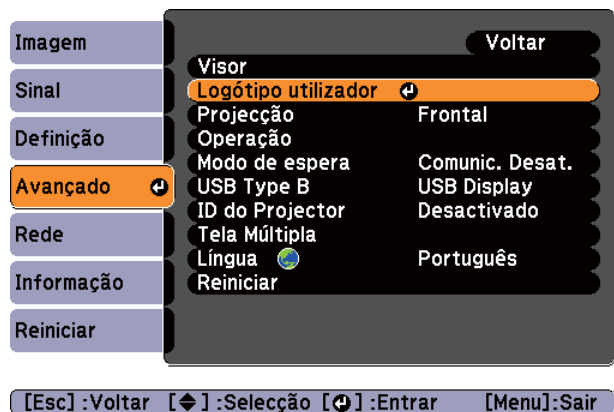 Imagem
Sinal
Definição
Avançado
Rede
Informação
Reiniciar
Voltar
Visor
Logótipo utilizador
Projecção Frontal
Operação
Modo de espera Comunic. Desat.
USB Type B USB Display
ID do Projector Desactivado
Tela Múltipla
Língua Português
Reiniciar
[Esc] :Voltar [] :Selecção [] :Entrar [Menu]:Sair